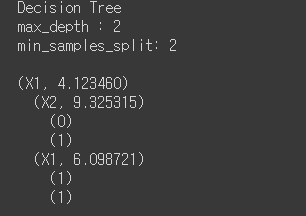 Decision Tree
max_depth : 2
min_samples_split: 2
(X1, 4.123460)
(X2, 9.325315)
(0)
(1)
(X1, 6.098721)
(1)
(1)